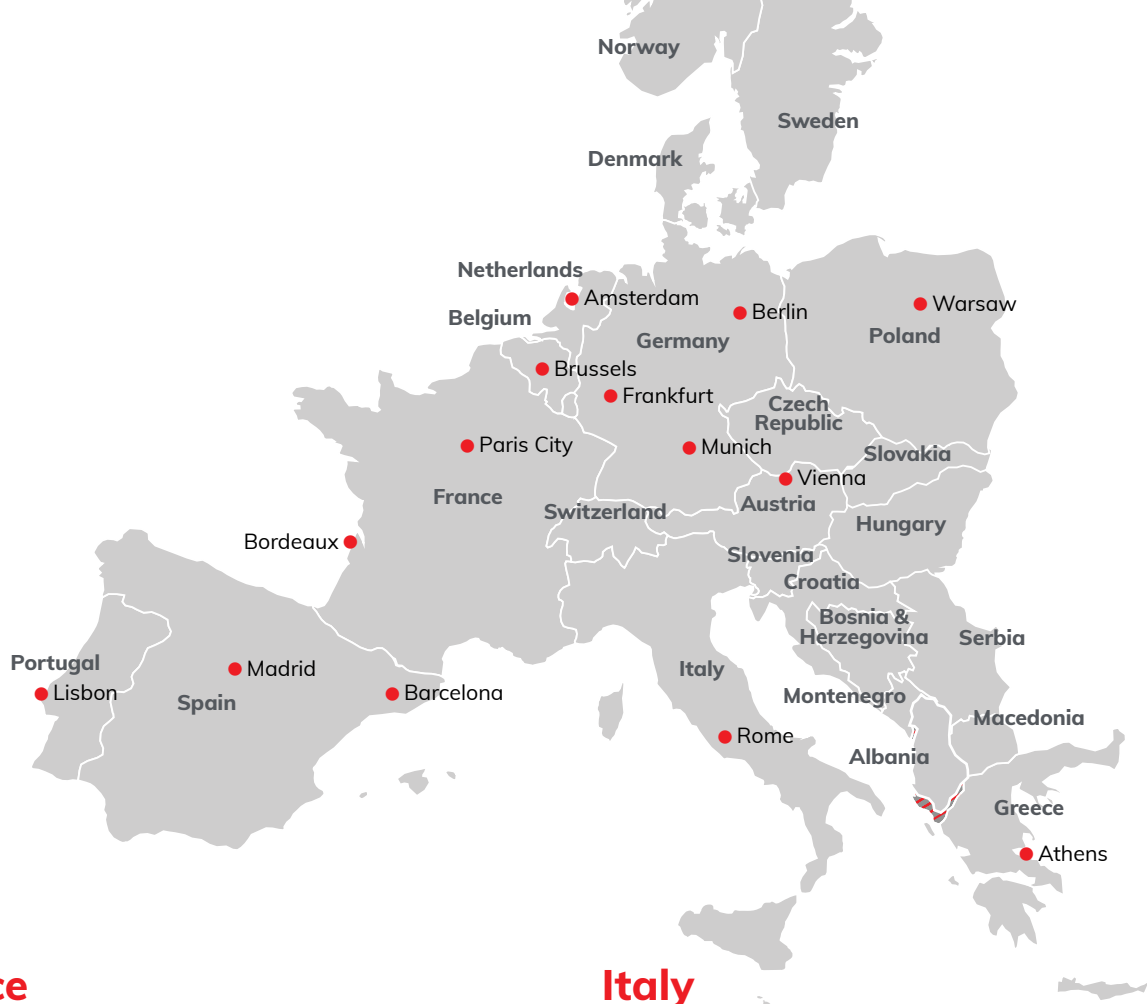 Norway
Sweden
Denmark
Netherlands
Amsterdam
Berlin
Warsaw
Belgium
Germany
Poland
Brussels
Frankfurt
Czech
Republic
Paris City
Munich
Slovakia
Vienna
France
Switzerland
Austria
Hungary
Bordeaux
Slovenia
Croatia
Bosnia &
Herzegovina
Serbia
Portugal
Madrid
Italy
Lisbon
Spain
Barcelona
Montenegro
Macedonia
Rome
Albania
Greece
Athens
ce
Italy